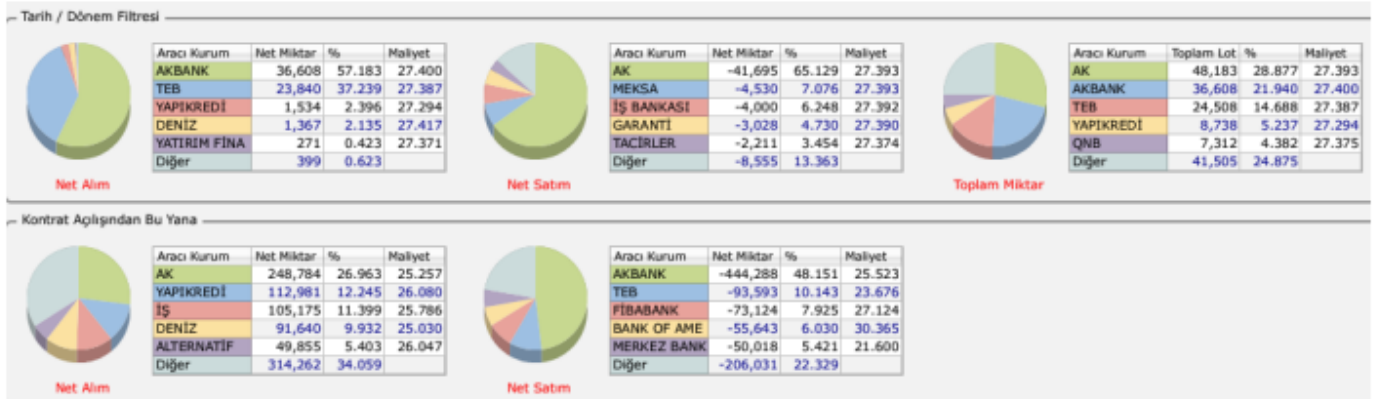 Tarih / Dönem Filtresi
Aracı Kurum Net Miktar % Maliyet
AKBANK 36,608 57.183 27.400
TEB 23,840 37.239 27.387
YAPIKREDİ 1,534 2.396 27.294
DENİZ 1,367 2.135 27.417
YATIRIM FİNA 271 0.423 27.371
Diğer 399 0.623
Net Alım
Aracı Kurum Net Miktar % Maliyet
AK -41,695 65.129 27.393
MEKSA -4,530 7.076 27.393
İŞ BANKASI -4,000 6.248 27.392
GARANTİ -3,028 4.730 27.390
TACİRLER -2,211 3.454 27.374
Diğer -8,555 13.363
Net Satım
Aracı Kurum Toplam Lot % Maliyet
AK 48,183 28.877 27.393
AKBANK 36,608 21.940 27.400
TEB 24,508 14.688 27.387
YAPIKREDİ 8,738 5.237 27.294
QNB 7,312 4.382 27.375
Diğer 41,505 24.875
Toplam Miktar
Kontrat Açılışından Bu Yana
Aracı Kurum Net Miktar % Maliyet
AK 248,784 26.963 25.257
YAPIKREDİ 112,981 12.245 26.080
İŞ 105,175 11.399 25.786
DENİZ 91,640 9.932 25.030
ALTERNATİF 49,855 5.403 26.047
Diğer 314,262 34.059
Net Alım
Aracı Kurum Net Miktar % Maliyet
AKBANK -444,288 48.151 25.523
TEB -93,593 10.143 23.676
FİBABANK -73,124 7.925 27.124
BANK OF AME -55,643 6.030 30.365
MERKEZ BANK -50,018 5.421 21.600
Diğer -206,031 22.329
Net Satım